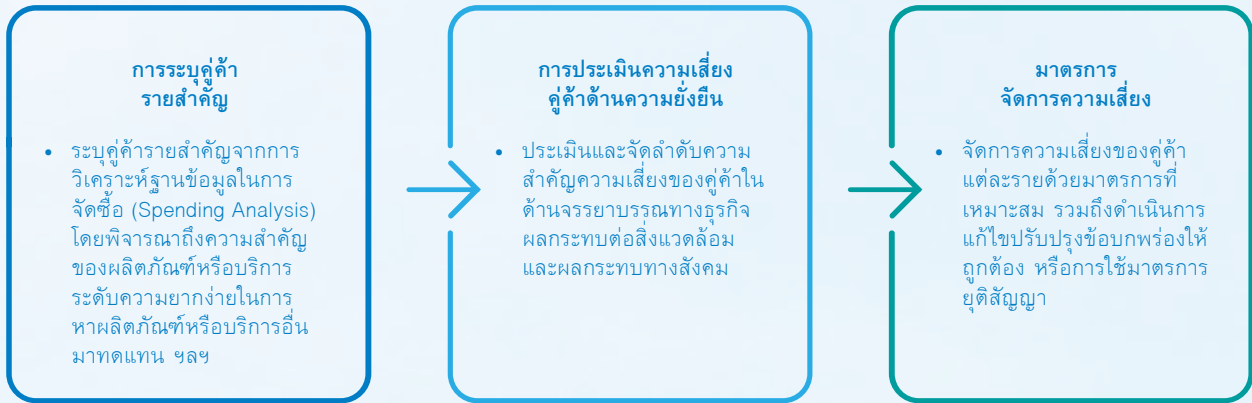 การระบุคู่ค้า
รายสำคัญ
• ระบุคู่ค้ารายสำคัญจากการ
วิเคราะห์ฐานข้อมูลในการ
จัดซื้อ (Spending Analysis)
โดยพิจารณาถึงความสำคัญ
ของผลิตภัณฑ์หรือบริการ
ระดับความยากง่ายในการ
หาผลิตภัณฑ์หรือบริการอื่น
มาทดแทน ฯลฯ
การประเมินความเสี่ยง
คู่ค้าด้านความยั่งยืน
• ประเมินและจัดลำดับความ
สำคัญความเสี่ยงของคู่ค้าใน
ด้านจรรยาบรรณทางธุรกิจ
ผลกระทบต่อสิ่งแวดล้อม
และผลกระทบทางสังคม
มาตรการ
จัดการความเสี่ยง
• จัดการความเสี่ยงของคู่ค้า
แต่ละรายด้วยมาตรการที่
เหมาะสม รวมถึงดำเนินการ
แก้ไขปรับปรุงข้อบกพร่องให้
ถูกต้อง หรือการใช้มาตรการ
ยุติสัญญา